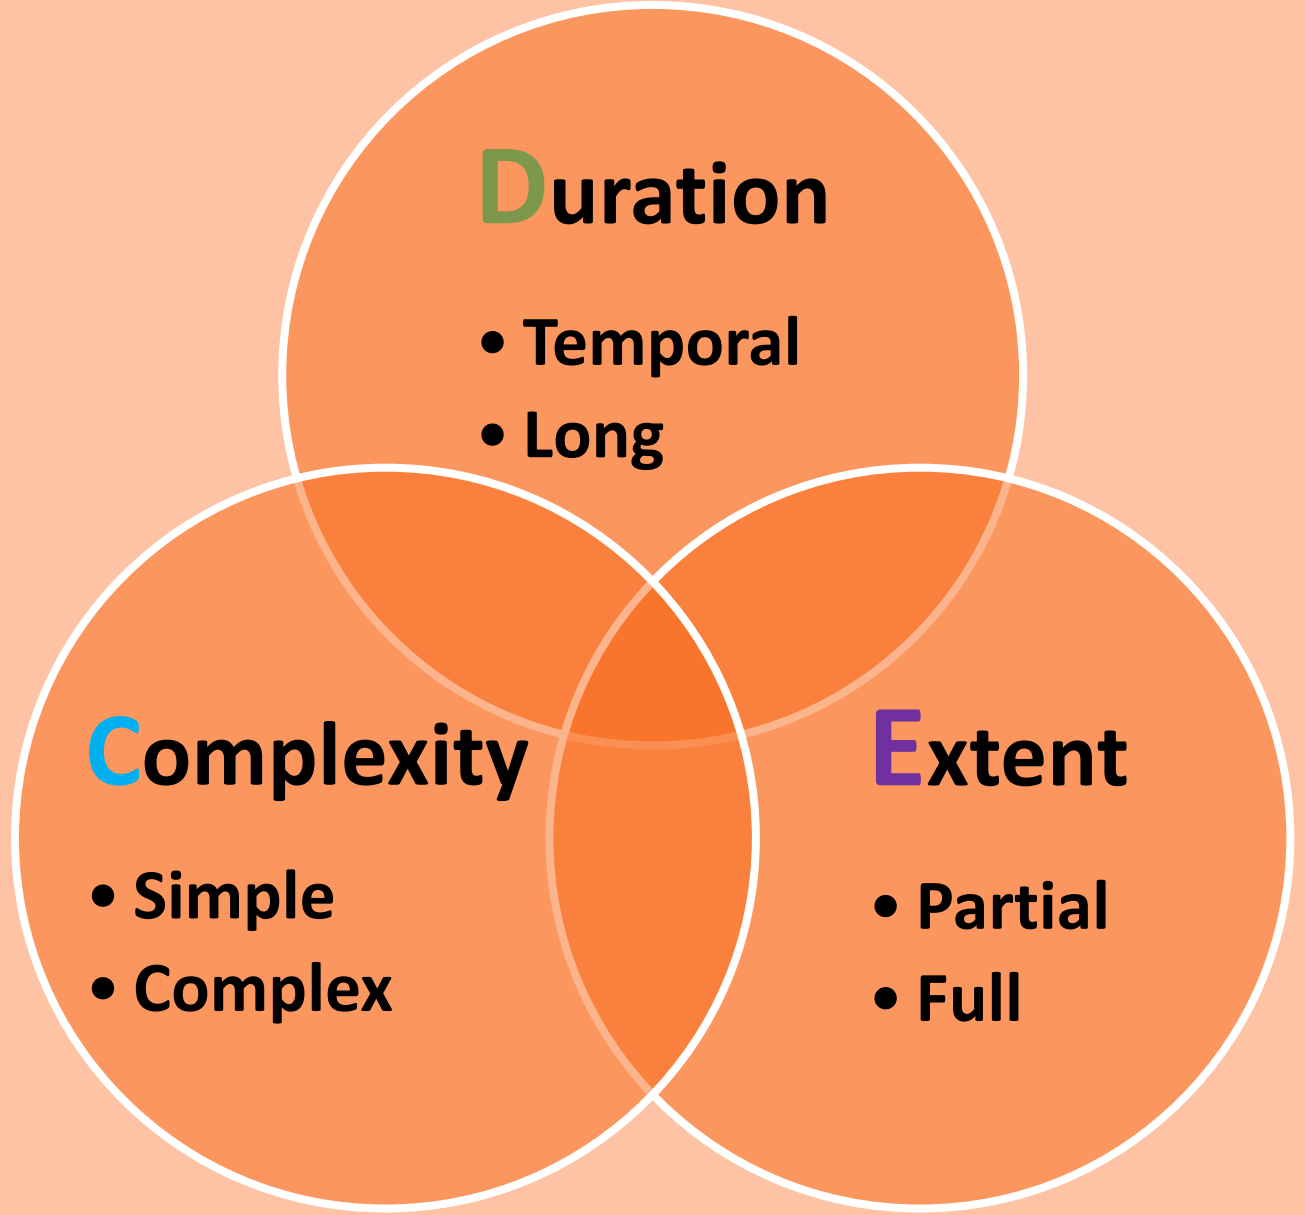 Duration
• Temporal
• Long
Complexity
• Simple
• Complex
Extent
• Partial
• Full